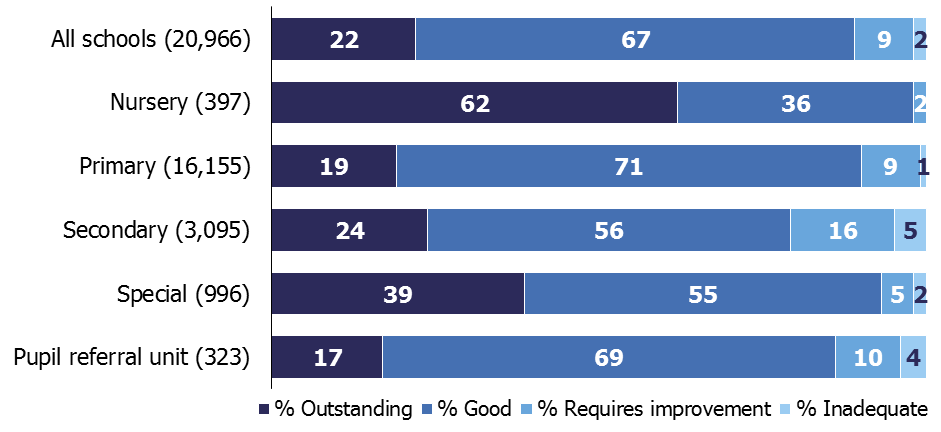 All schools (20,966) 22 67 9 2
Nursery (397) 62 36 2
Primary (16,155) 19 71 9 1
Secondary (3,095) 24 56 16 5
Special (996) 39 55 5 2
Pupil referral unit (323) 17 69 10 4
% Outstanding % Good % Requires improvement % Inadequate